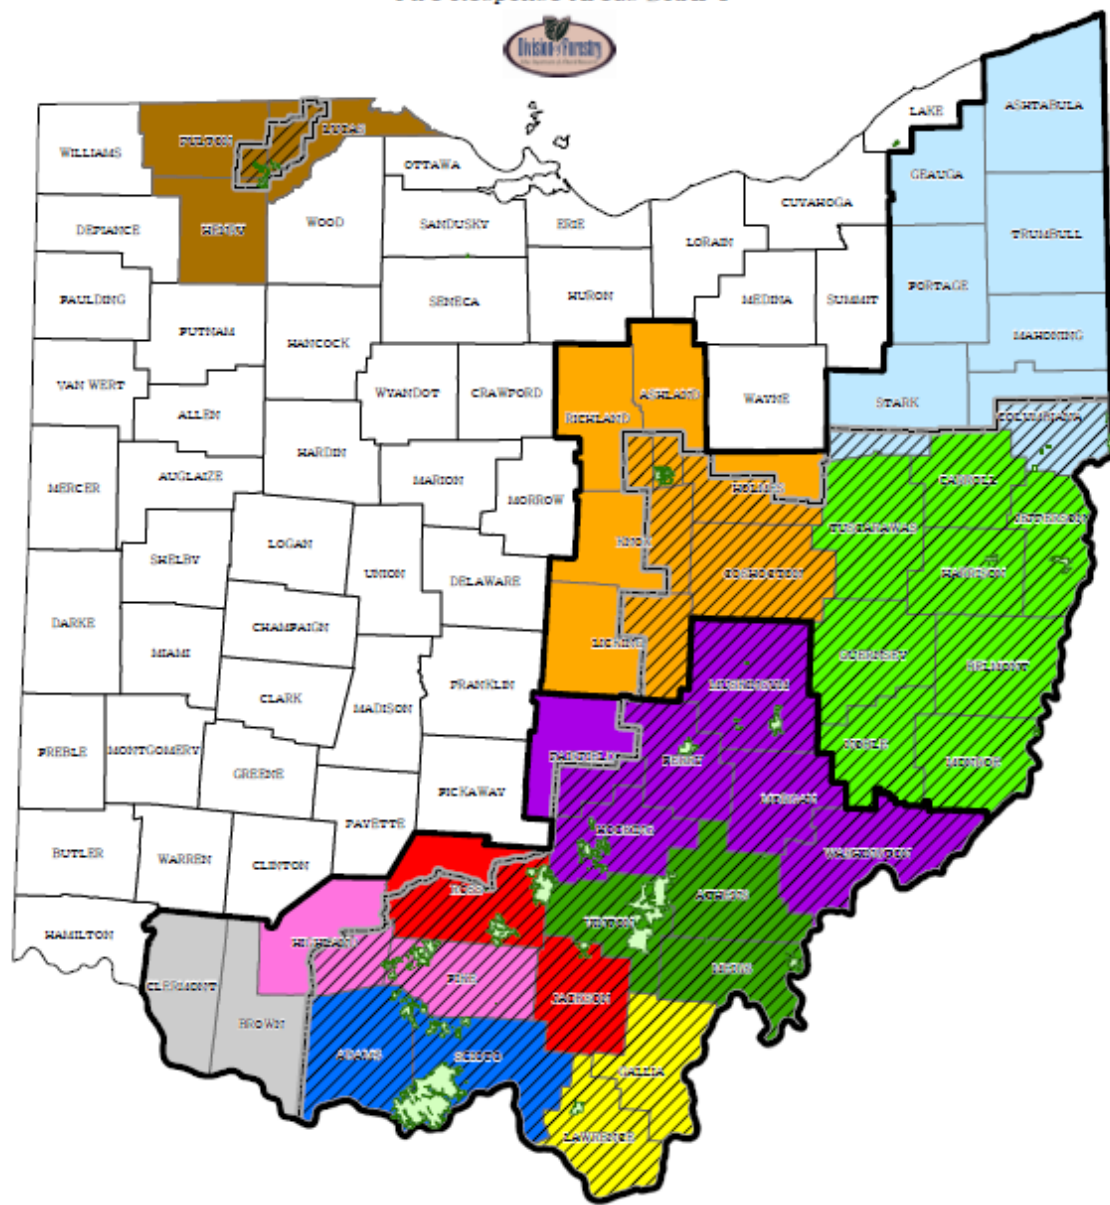 Division of Forestry
LAKE
ASHTABULA
FULTON
LUCAS
WILLIAMS
OTTAWA
GEAUGA
CUYAHOGA
DEFIANCE
HENRY
WOOD
SANDUSKY
ERIE
LORAIN
TRUMBULL
PAULDING
SENECA
HURON
MEDINA
SUMMIT
PORTAGE
PUTNAM
HANCOCK
MAHONING
VAN WERT
WYANDOT
CRAWFORD
ASHLAND
WAYNE
STARK
ALLEN
RICHLAND
COLUMBIANA
HARDIN
MERCER
AUGLAIZE
MARION
MORROW
HOLMES
CARROLL
TUSCARAWAS
JEFFERSON
LOGAN
KNOX
SHELBY
UNION
DELAWARE
COSHOCTON
HARRISON
DARKE
CHAMPAIGN
MIAMI
LICKING
GUERNSEY
BELMONT
CLARK
MADISON
FRANKLIN
MUSKINGUM
PREBLE
MONTGOMERY
GREENE
FAIRFIELD
PERRY
NOBLE
MONROE
PICKAWAY
MORGAN
FAYETTE
HOCKING
BUTLER
WARREN
CLINTON
WASHINGTON
ROSS
ATHENS
HAMILTON
HIGHLAND
VINTON
CLERMONT
PIKE
JACKSON
MEIGS
BROWN
ADAMS
SCIOTO
GALLIA
LAWRENCE